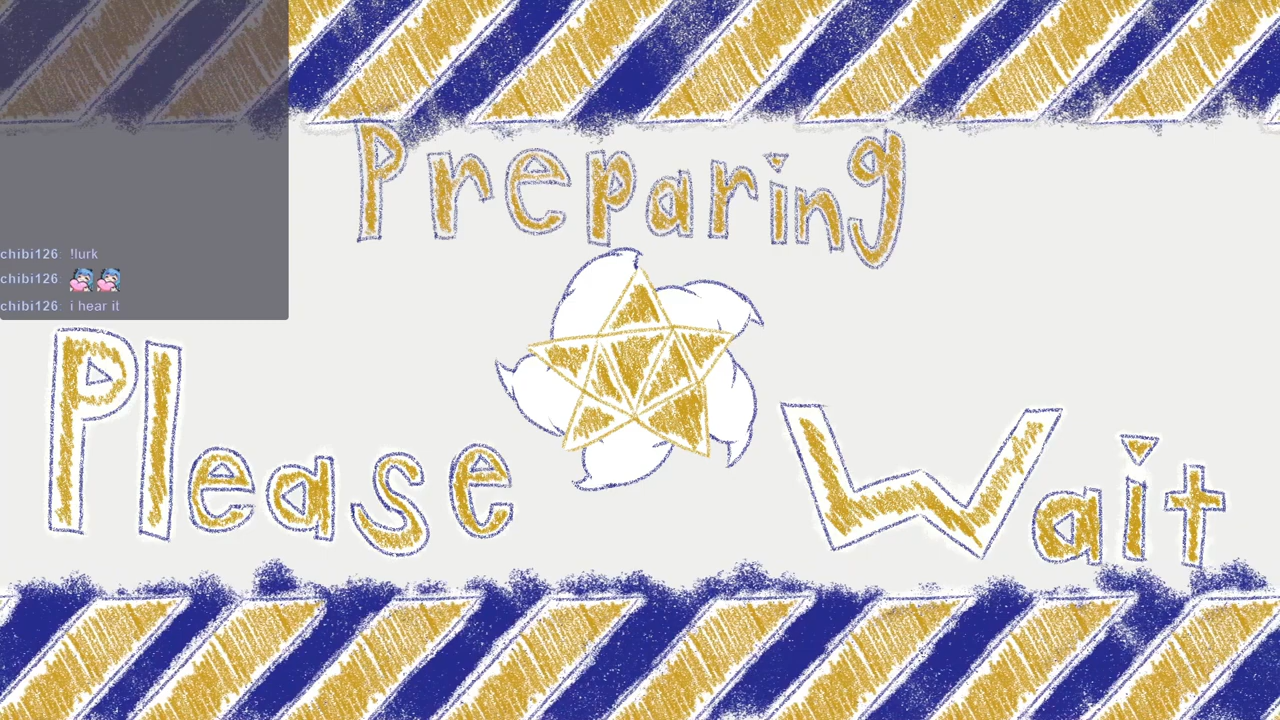 Preparing
chibi126: !lurk
chibi126:
chibi126: i hear it
Please Wait